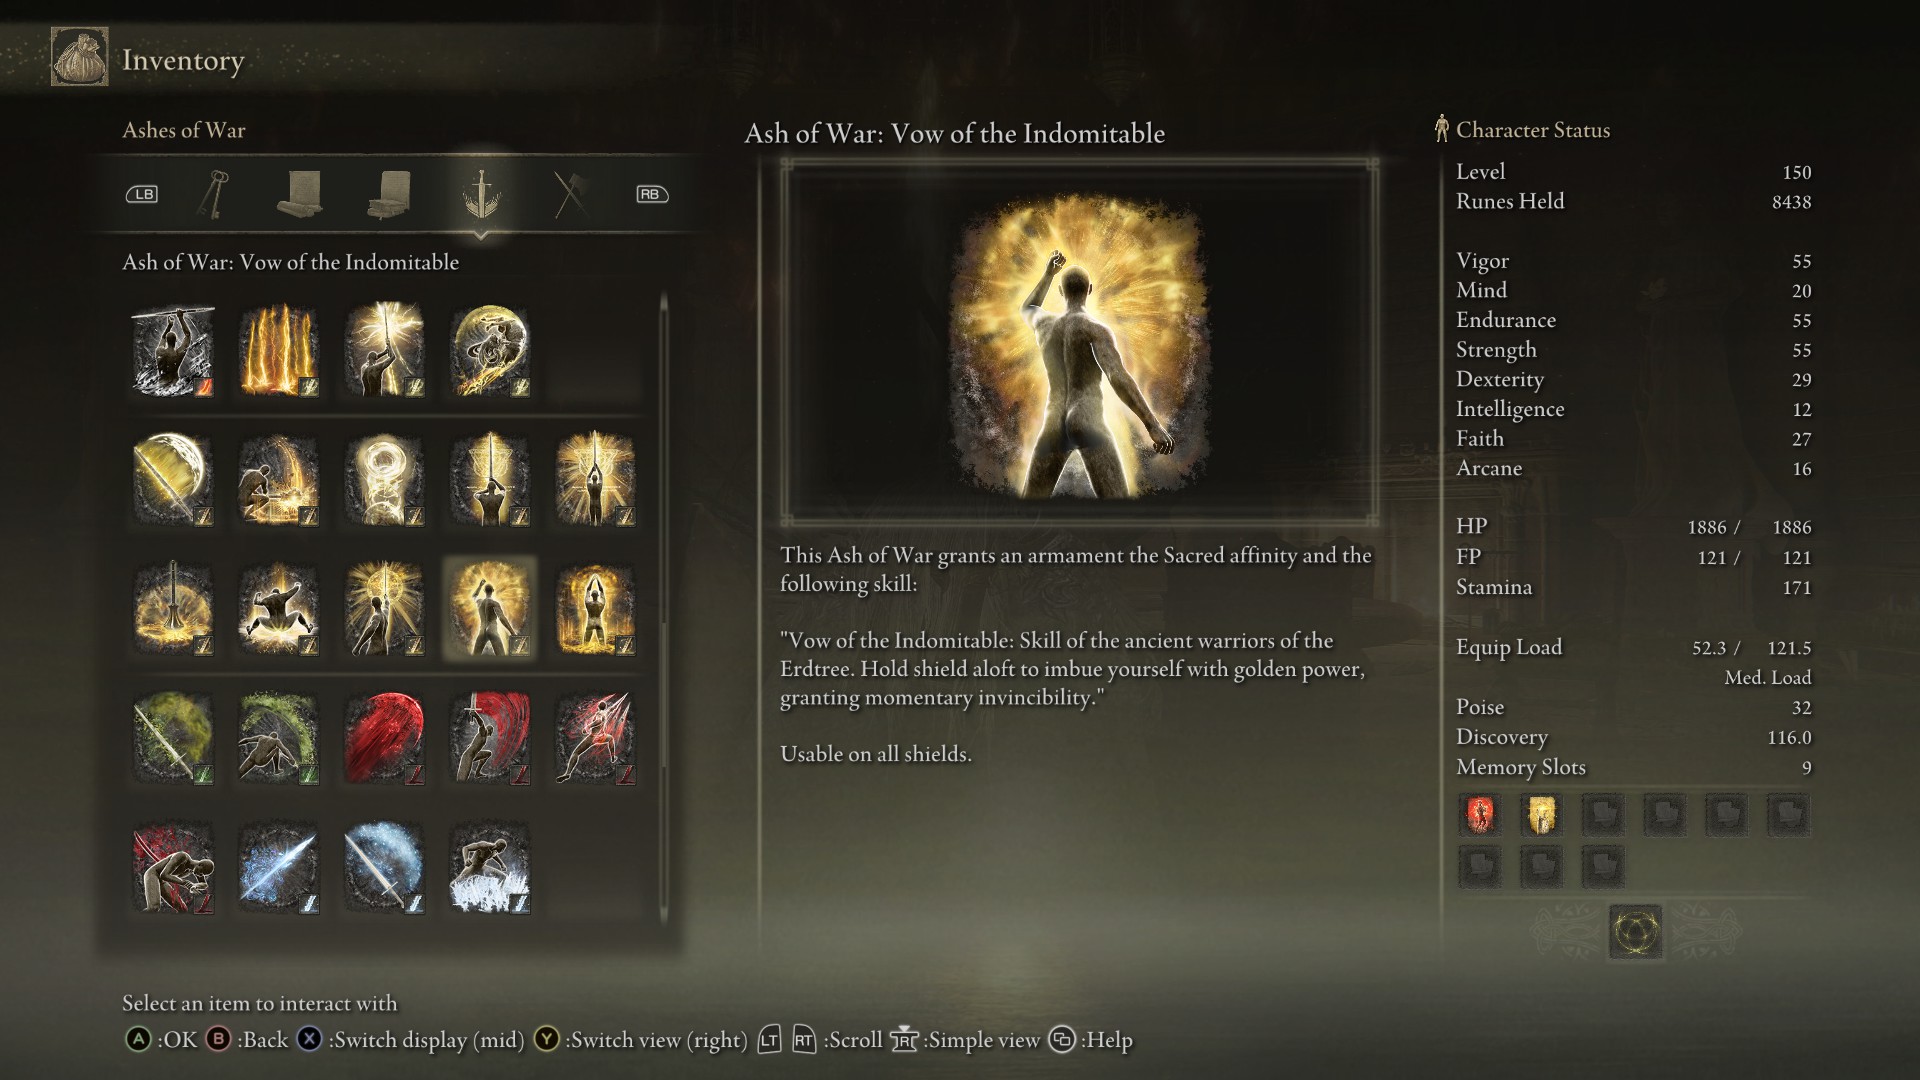 Inventory
Ashes of War
LB
RB
Ash of War: Vow of the Indomitable
Ash of War: Vow of the Indomitable
This Ash of War grants an armament the Sacred affinity and the
following skill:
"Vow of the Indomitable: Skill of the ancient warriors of the
Erdtree. Hold shield aloft to imbue yourself with golden power,
granting momentary invincibility."
Usable on all shields.
Character Status
Level 150
Runes Held 8438
Vigor 55
Mind 20
Endurance 55
Strength 55
Dexterity 29
Intelligence 12
Faith 27
Arcane 16
HP 1886 / 1886
FP 121 / 121
Stamina 171
Equip Load 52.3 / 121.5
Med. Load
Poise 32
Discovery 116.0
Memory Slots 9
Select an item to interact with
A :OK B :Back X :Switch display (mid) Y :Switch view (right) LT RT :Scroll R :Simple view :Help